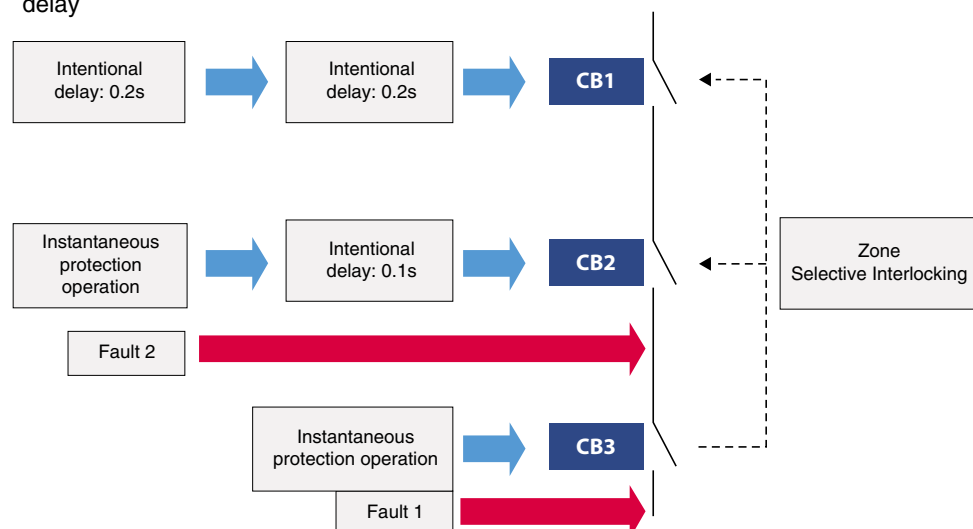 delay
Intentional
delay: 0.2s
Intentional
delay: 0.2s
CB1
Instantaneous
protection
operation
Intentional
delay: 0.1s
CB2
Zone
Selective Interlocking
Fault 2
Instantaneous
protection operation
CB3
Fault 1